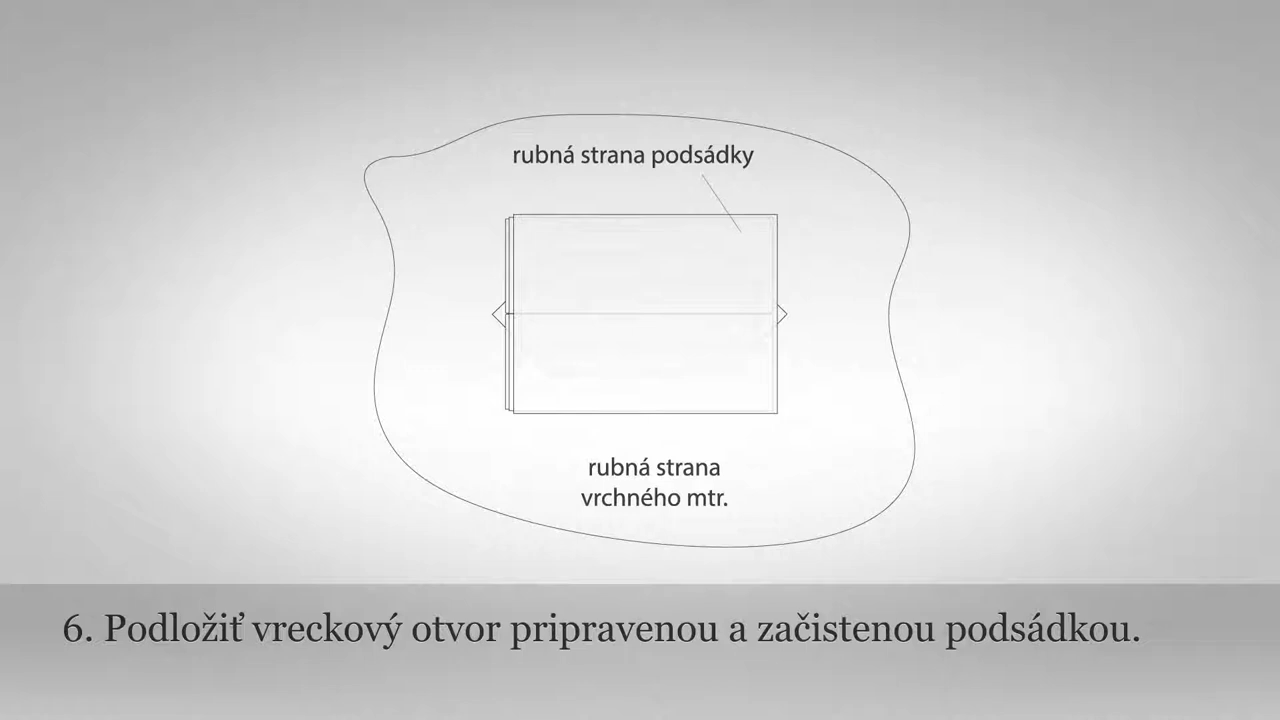 rubná strana podsádky
rubná strana
vrchného mtr.
6. Podložiť vreckový otvor pripravenou a začistenou podsádkou.